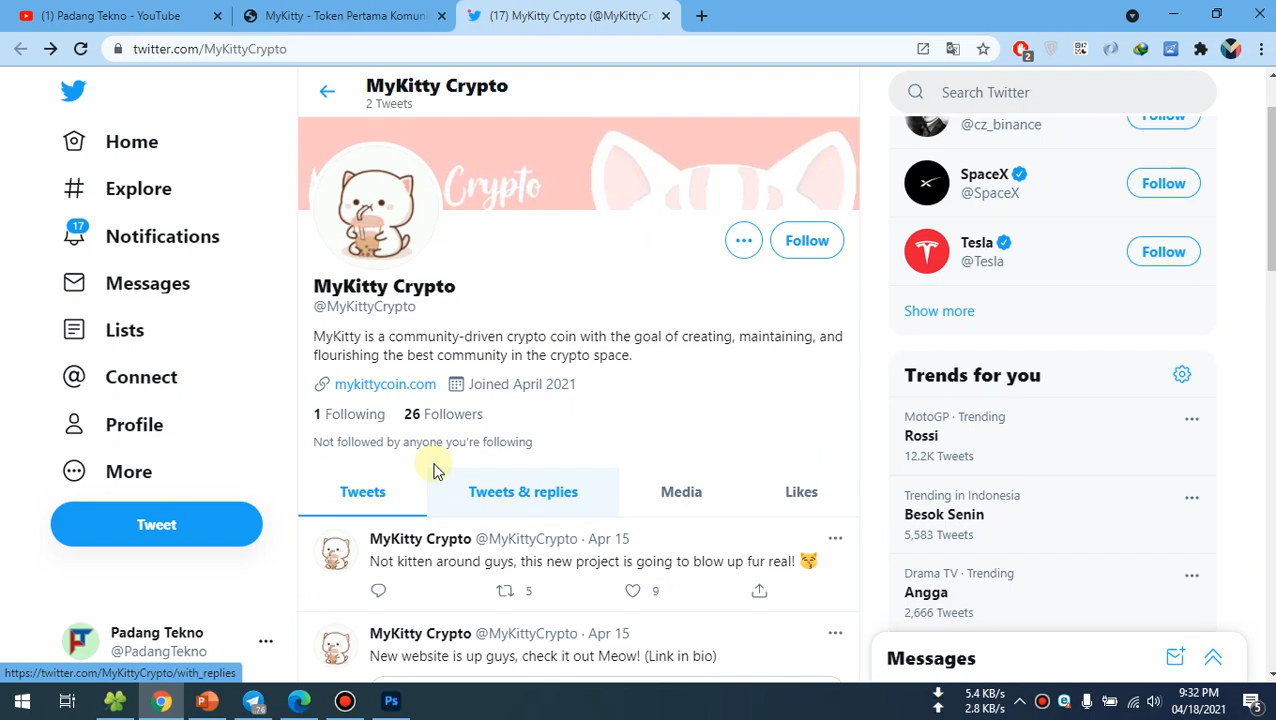 (1) Padang Tekno - YouTube
MyKitty - Token Pertama Komun
(17) MyKitty Crypto (@MyKittyCr
twitter.com/MyKittyCrypto
2
MyKitty Crypto
2 Tweets
Crypto
Search Twitter
@cz_binance
Follow
Home
Explore
17
Notifications
Messages
Lists
Connect
Profile
More
Tweet
Padang Tekno
@PadangTekno
Follow
MyKitty Crypto
@MyKittyCrypto
MyKitty is a community-driven crypto coin with the goal of creating, maintaining, and
flourishing the best community in the crypto space.
mykittycoin.com Joined April 2021
1 Following 26 Followers
Not followed by anyone you're following
Tweets Tweets & replies Media Likes
MyKitty Crypto @MyKittyCrypto · Apr 15
Not kitten around guys, this new project is going to blow up fur real! 😽
5 9
MyKitty Crypto @MyKittyCrypto · Apr 15
New website is up guys, check it out Meow! (Link in bio)
SpaceX
@SpaceX
Follow
Tesla
@Tesla
Follow
Show more
Trends for you
MotoGP · Trending
Rossi
12.2K Tweets
Trending in Indonesia
Besok Senin
5,583 Tweets
Drama TV · Trending
Angga
2,666 Tweets
Messages
https://twitter.com/MyKittyCrypto/with_replies
76
Ps
5.4 KB/s
2.8 KB/s
9:32 PM
04/18/2021
5